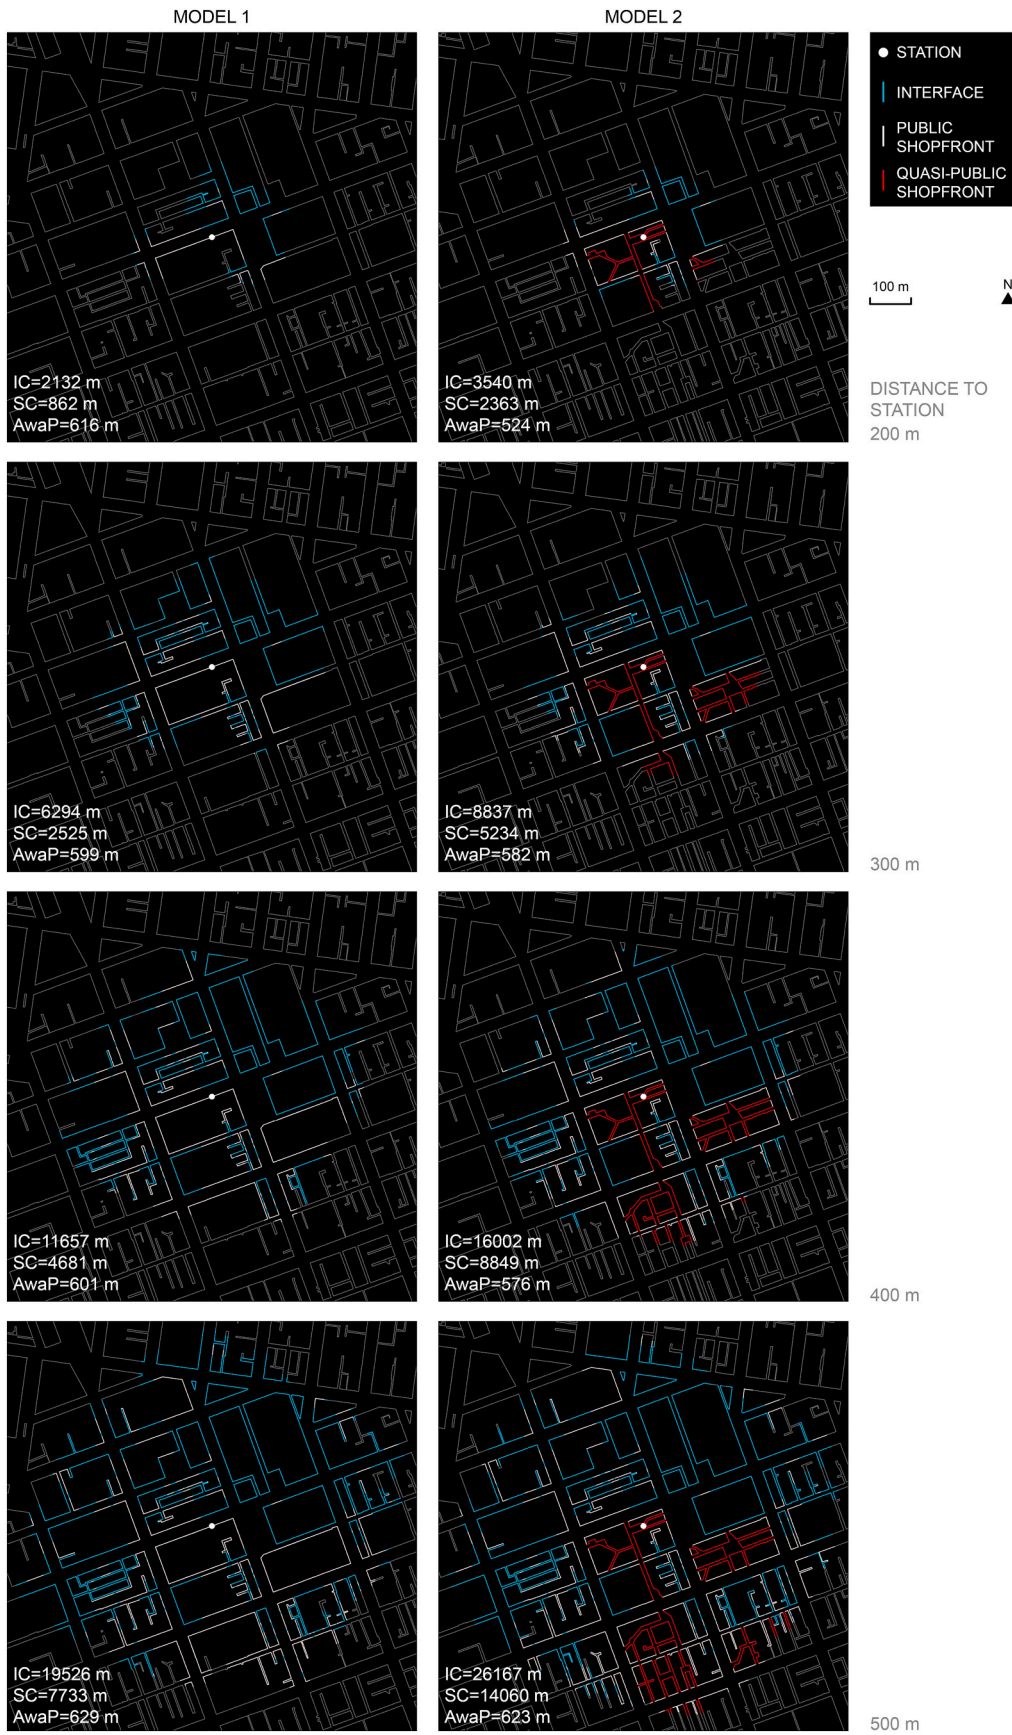 MODEL 1
MODEL 2
STATION
INTERFACE
PUBLIC
SHOPFRONT
QUASI-PUBLIC
SHOPFRONT
100 m
N
IC=2132 m
SC=862 m
AwaP=616 m
IC=3540 m
SC=2363 m
AwaP=524 m
DISTANCE TO
STATION
200 m
IC=6294 m
SC=2525 m
AwaP=599 m
IC=8837 m
SC=5234 m
AwaP=582 m
300 m
IC=11657 m
SC=4681 m
AwaP=601 m
IC=16002 m
SC=8849 m
AwaP=576 m
400 m
IC=19526 m
SC=7733 m
AwaP=629 m
IC=26167 m
SC=14060 m
AwaP=623 m
500 m